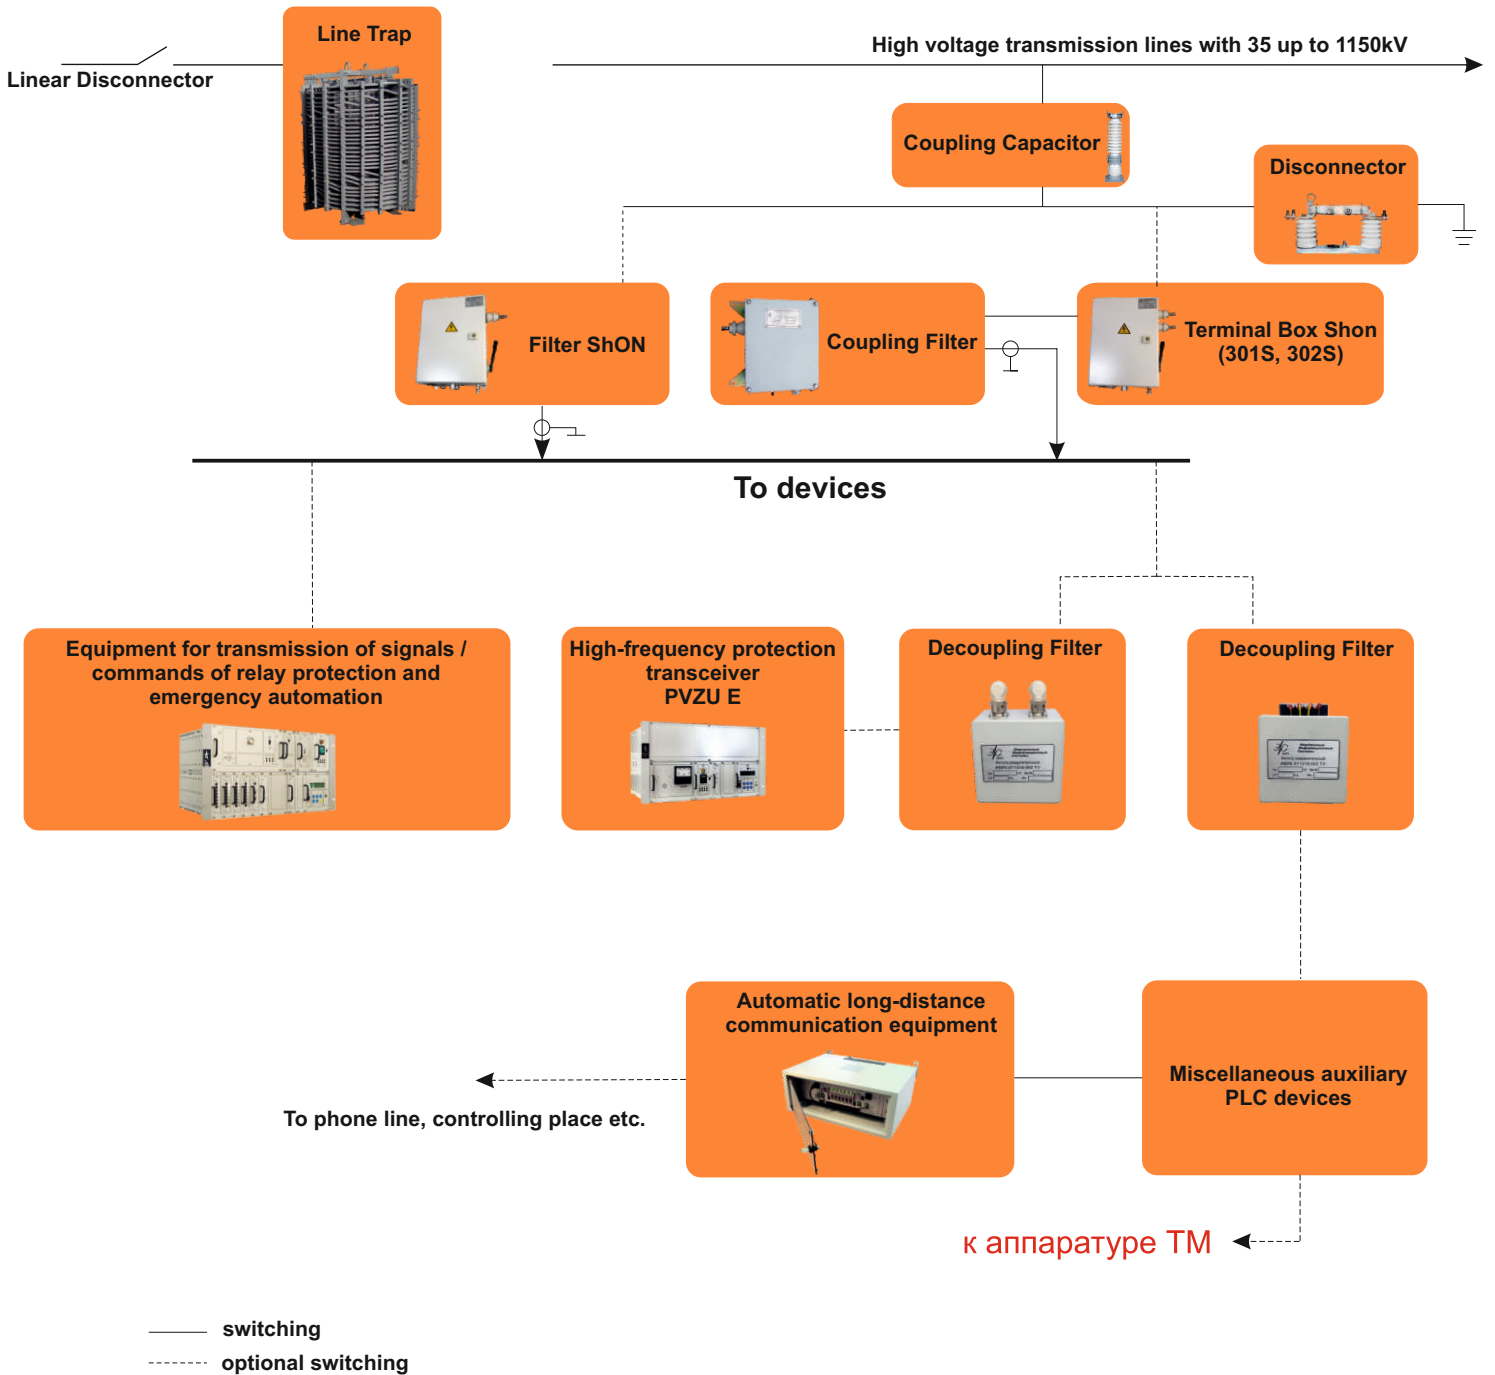 Line Trap
High voltage transmission lines with 35 up to 1150kV
Linear Disconnector
Coupling Capacitor
Disconnector
Filter ShON
Coupling Filter
Terminal Box Shon
(301S, 302S)
To devices
Equipment for transmission of signals /
commands of relay protection and
emergency automation
High-frequency protection
transceiver
PVZU E
Decoupling Filter
Decoupling Filter
Automatic long-distance
communication equipment
Miscellaneous auxiliary
PLC devices
To phone line, controlling place etc.
к аппаратуре ТМ
switching
optional switching